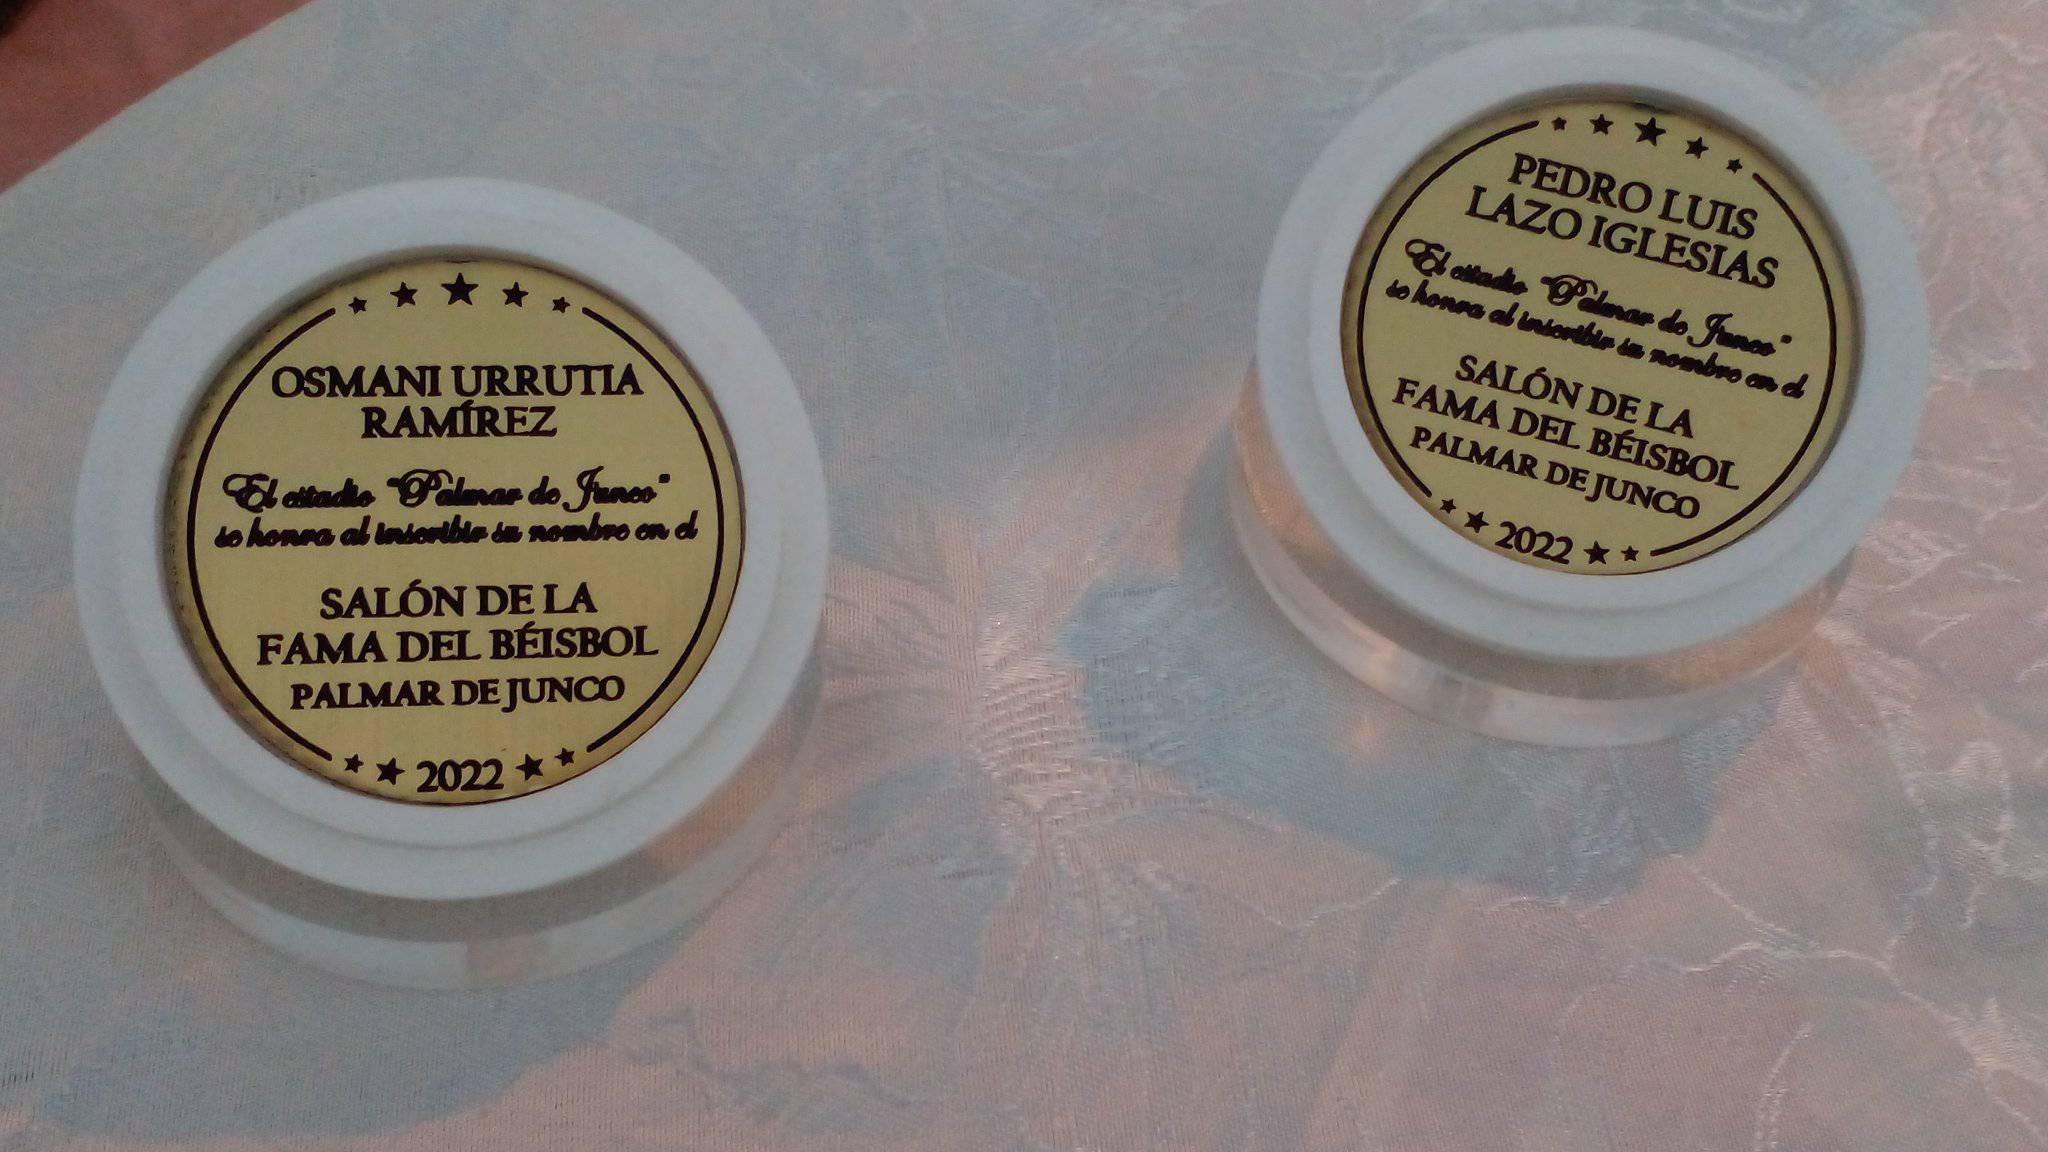 OSMANI URRUTIA
RAMÍREZ
El estadio "Palmar de Junco"
se honra al inscribir su nombre en el
SALÓN DE LA
FAMA DEL BÉISBOL
PALMAR DE JUNCO
2022
PEDRO LUIS
LAZO IGLESIAS
El estadio "Palmar de Junco"
se honra al inscribir su nombre en el
SALÓN DE LA
FAMA DEL BÉISBOL
PALMAR DE JUNCO
2022